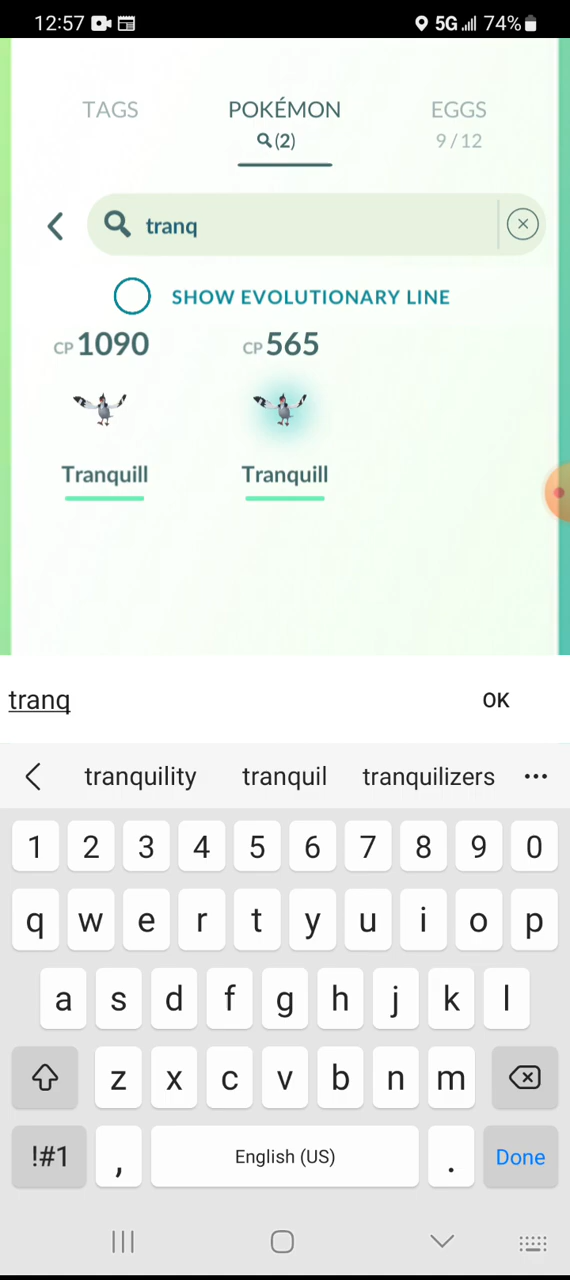 12:57 5G 74%
TAGS POKÉMON EGGS
(2) 9 / 12
tranq
SHOW EVOLUTIONARY LINE
CP 1090 CP 565
Tranquill Tranquill
tranq OK
tranquility tranquil tranquilizers ...
1 2 3 4 5 6 7 8 9 0
q w e r t y u i o p
a s d f g h j k l
z x c v b n m
!#1 , English (US) . Done